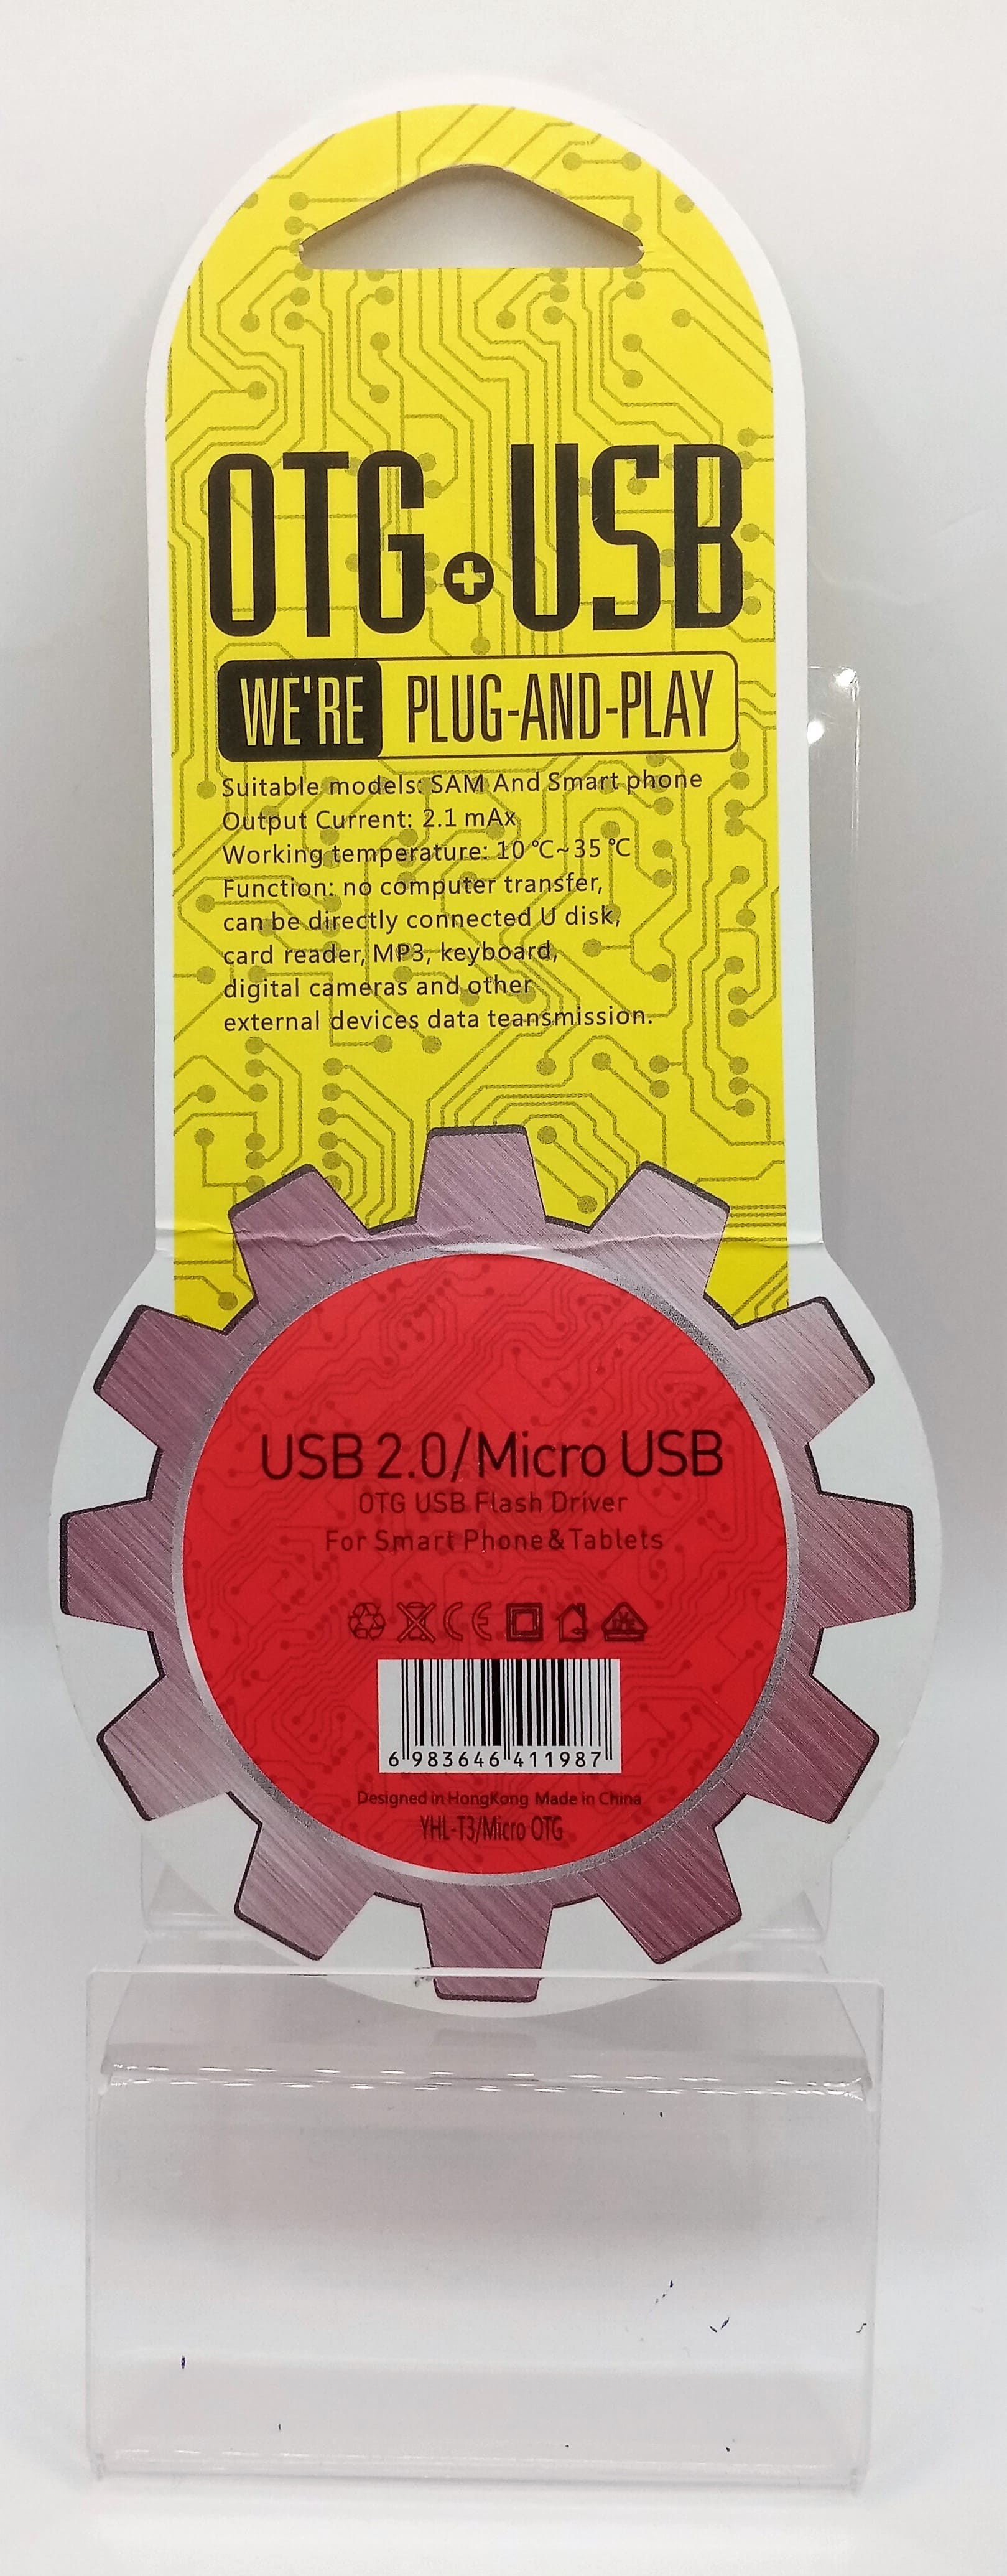 OTG+USB
WE'RE PLUG-AND-PLAY
Suitable models: SAM And Smart phone
Output Current: 2.1 mAx
Working temperature: 10 ℃~35 ℃
Function: no computer transfer,
can be directly connected U disk,
card reader, MP3, keyboard,
digital cameras and other
external devices data teansmission.
USB 2.0/Micro USB
OTG USB Flash Driver
For Smart Phone&Tablets
CE
6 983646 411987
Designed in HongKong Made in China
YHL-T3/Micro OTG